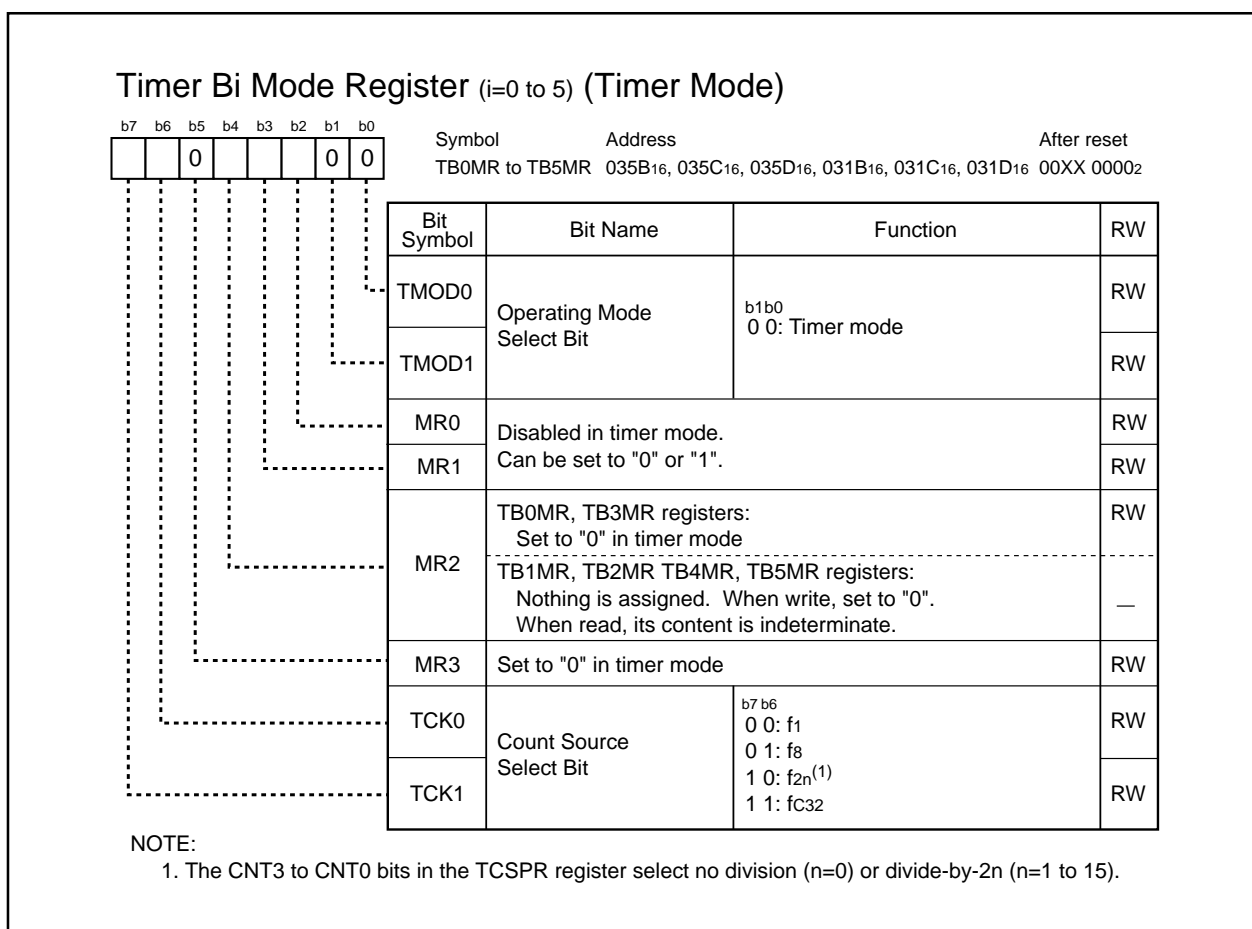 Timer Bi Mode Register (i=0 to 5) (Timer Mode)
b7 b6 b5 b4 b3 b2 b1 b0
0 0 0
Symbol Address After reset
TB0MR to TB5MR 035B16, 035C16, 035D16, 031B16, 031C16, 031D16 00XX 00002
Bit Symbol Bit Name Function RW
TMOD0 RW
Operating Mode
Select Bit
b1b0
0 0: Timer mode
TMOD1 RW
MR0 RW
Disabled in timer mode.
Can be set to "0" or "1".
MR1 RW
MR2
TB0MR, TB3MR registers: RW
Set to "0" in timer mode
TB1MR, TB2MR TB4MR, TB5MR registers:
Nothing is assigned. When write, set to "0". —
When read, its content is indeterminate.
MR3 Set to "0" in timer mode RW
TCK0 RW
Count Source
Select Bit
b7 b6
0 0: f1
0 1: f8
1 0: f2n(1)
1 1: fC32
TCK1 RW
NOTE:
1. The CNT3 to CNT0 bits in the TCSPR register select no division (n=0) or divide-by-2n (n=1 to 15).